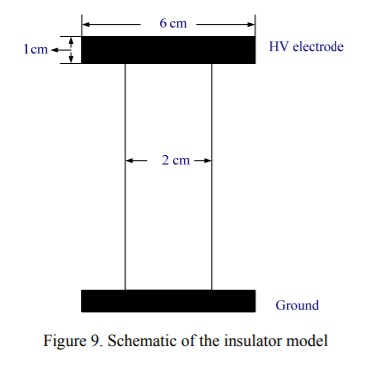 6 cm
1cm
HV electrode
2 cm
Ground
Figure 9. Schematic of the insulator model